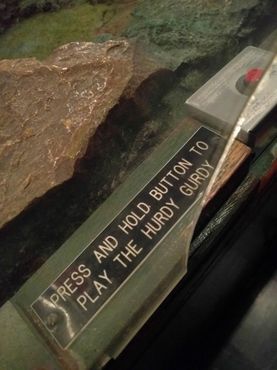 PRESS AND HOLD BUTTON TO
PLAY THE HURDY GURDY